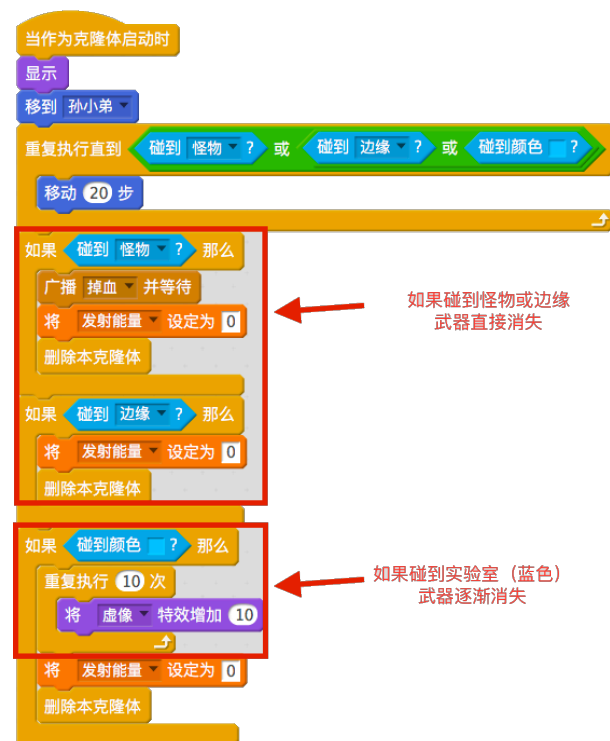 当作为克隆体启动时
显示
移到 孙小弟
重复执行直到 碰到 怪物 ? 或 碰到 边缘 ? 或 碰到颜色 ?
移动 20 步
如果 碰到 怪物 ? 那么
广播 掉血 并等待
将 发射能量 设定为 0
删除本克隆体
如果碰到怪物或边缘
武器直接消失
如果 碰到 边缘 ? 那么
将 发射能量 设定为 0
删除本克隆体
如果 碰到颜色 ? 那么
重复执行 10 次
将 虚像 特效增加 10
如果碰到实验室（蓝色）
武器逐渐消失
将 发射能量 设定为 0
删除本克隆体